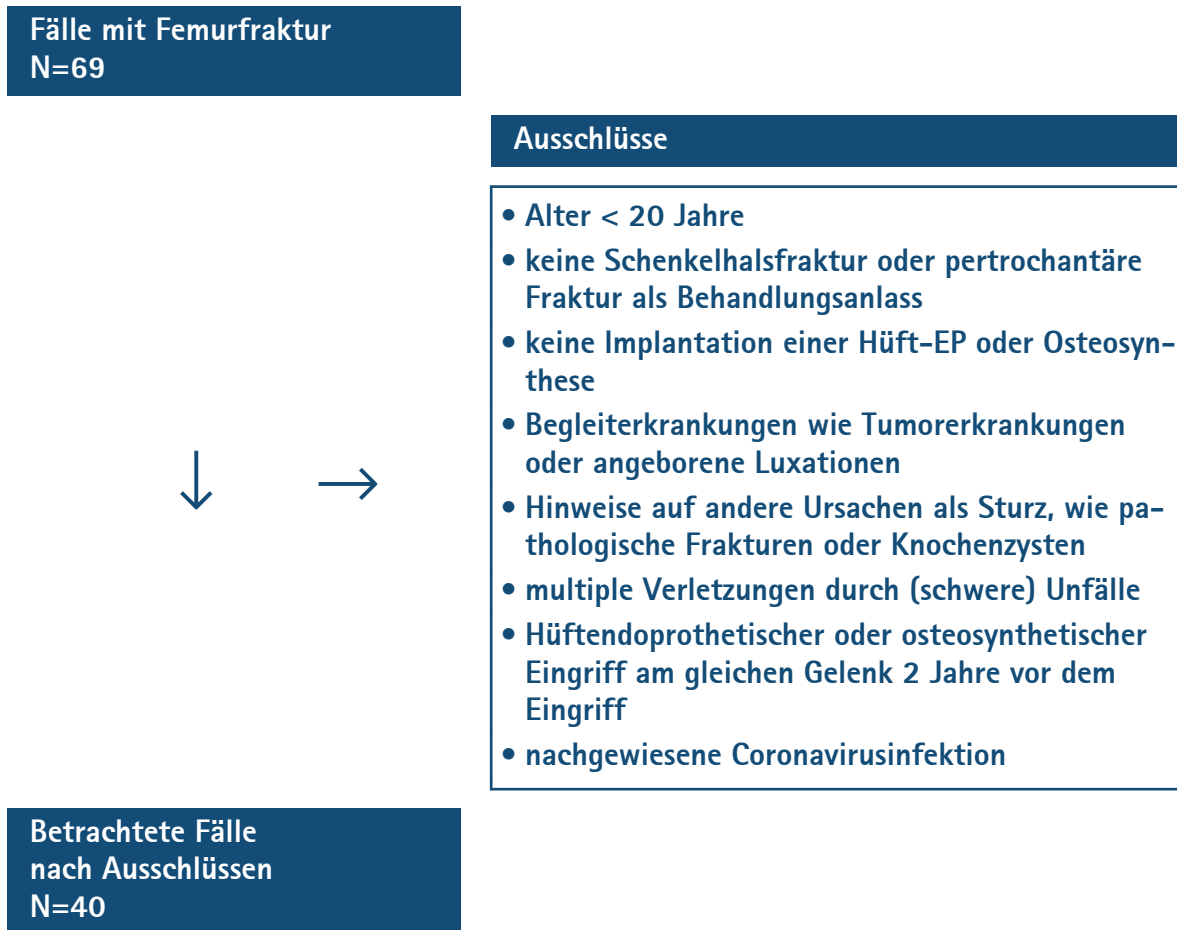 Fälle mit Femurfraktur
N=69
Ausschlüsse
• Alter < 20 Jahre
• keine Schenkelhalsfraktur oder pertrochantäre
Fraktur als Behandlungsanlass
• keine Implantation einer Hüft-EP oder Osteosyn-
these
• Begleiterkrankungen wie Tumorerkrankungen
oder angeborene Luxationen
• Hinweise auf andere Ursachen als Sturz, wie pa-
thologische Frakturen oder Knochenzysten
• multiple Verletzungen durch (schwere) Unfälle
• Hüftendoprothetischer oder osteosynthetischer
Eingriff am gleichen Gelenk 2 Jahre vor dem
Eingriff
• nachgewiesene Coronavirusinfektion
Betrachtete Fälle
nach Ausschlüssen
N=40